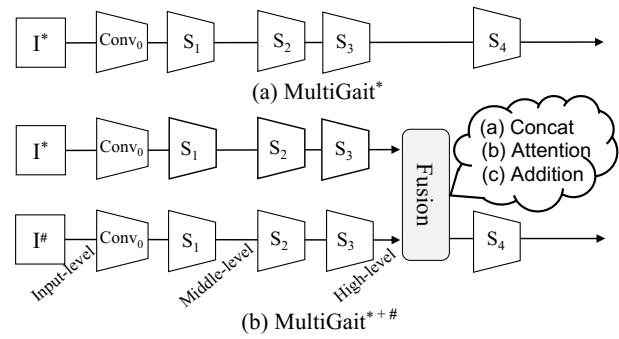 I* Conv₀ S₁ S₂ S₃ S₄
(a) MultiGait*
I* Conv₀ S₁ S₂ S₃
Fusion
(a) Concat
(b) Attention
(c) Addition
I# Conv₀ S₁ S₂ S₃ S₄
Input-level Middle-level High-level
(b) MultiGait*+#